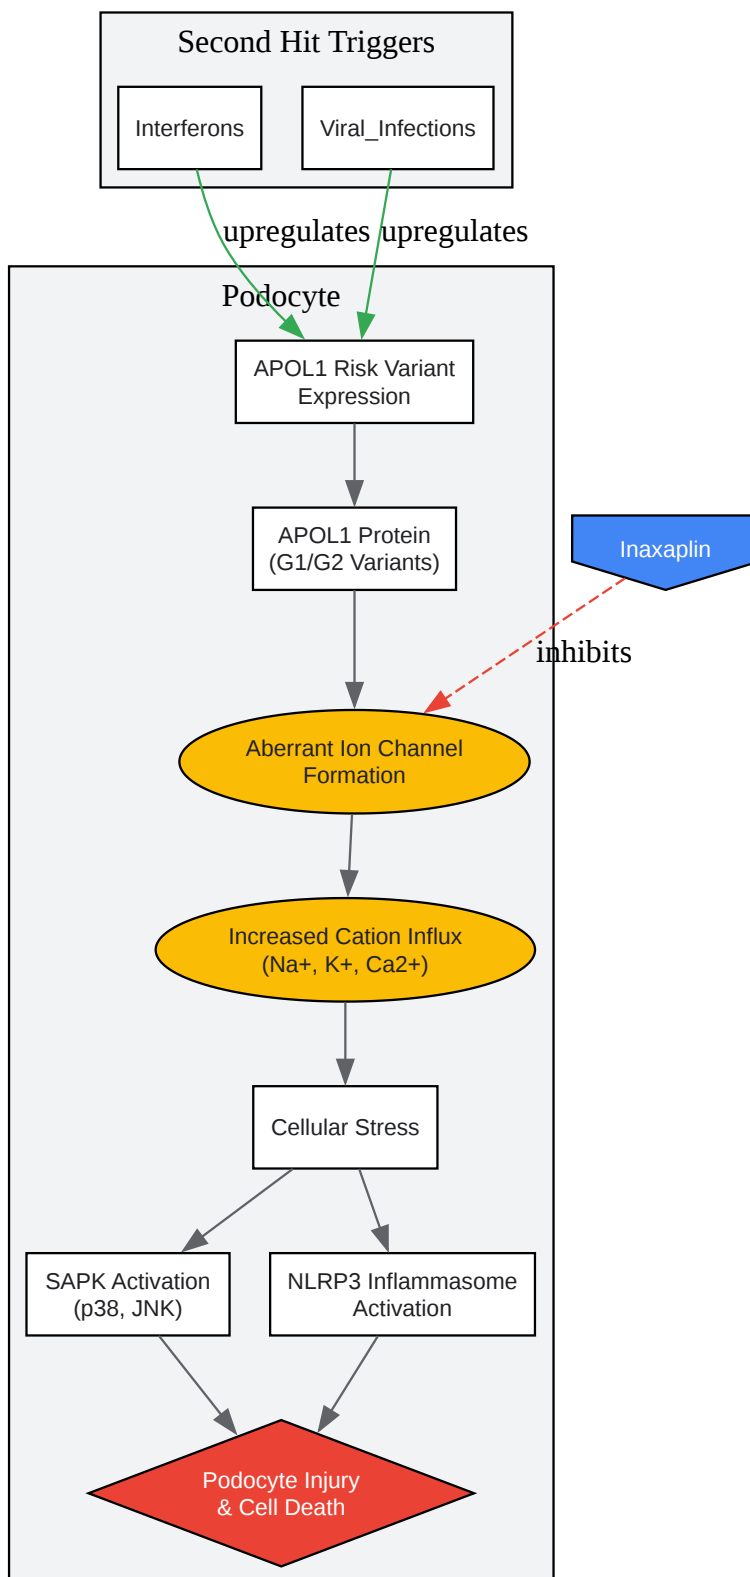 Second Hit Triggers
Interferons
Viral_Infections
upregulates
upregulates
Podocyte
APOL1 Risk Variant
Expression
APOL1 Protein
(G1/G2 Variants)
Inaxaplin
inhibits
Aberrant Ion Channel
Formation
Increased Cation Influx
(Na+, K+, Ca2+)
Cellular Stress
SAPK Activation
(p38, JNK)
NLRP3 Inflammasome
Activation
Podocyte Injury
& Cell Death